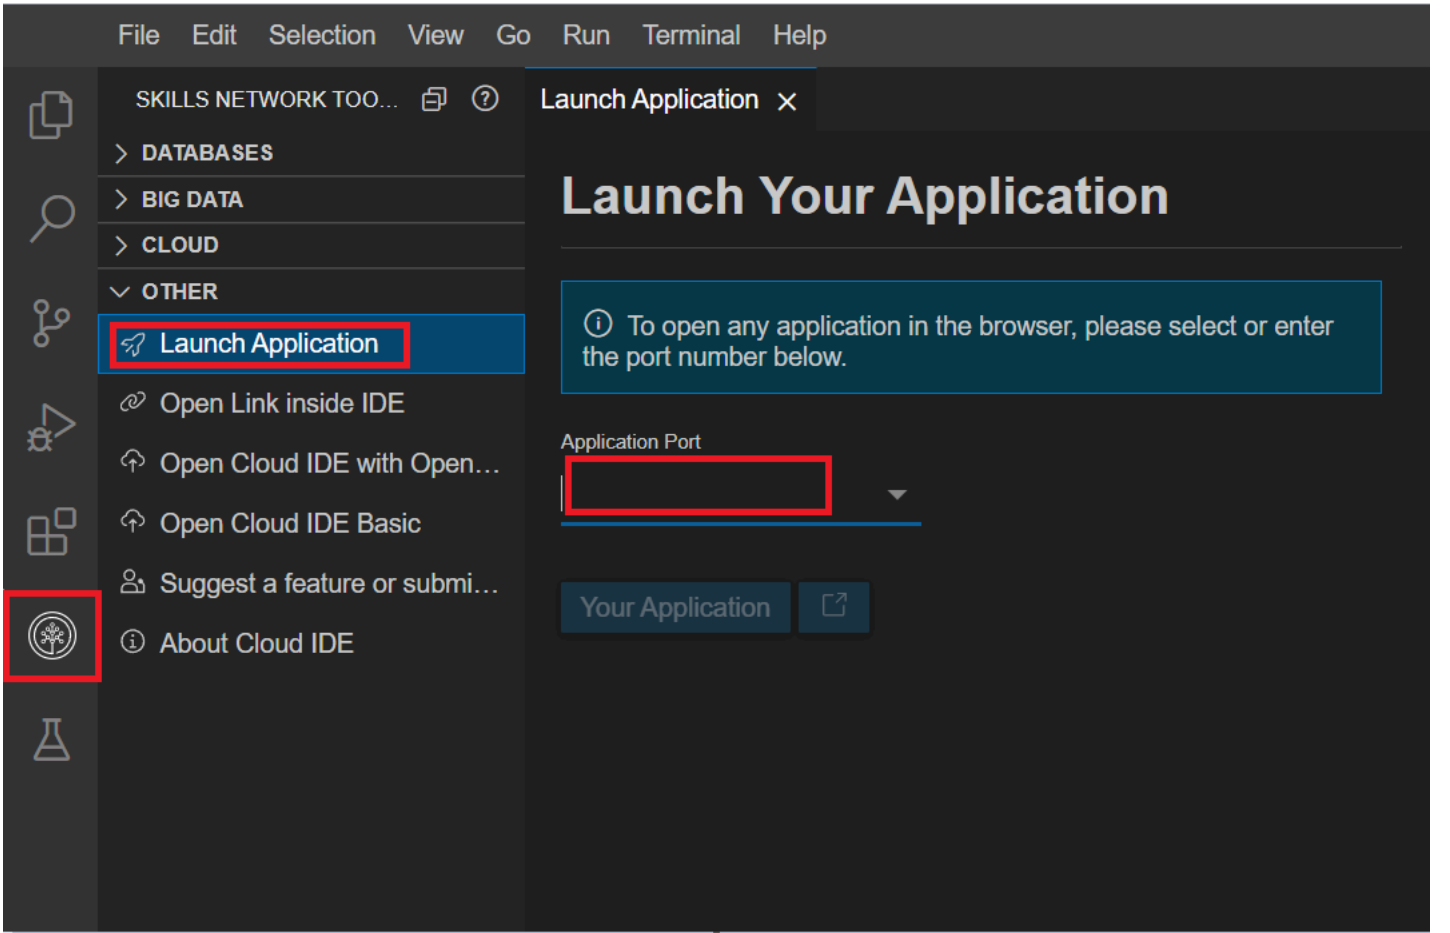 File Edit Selection View Go Run Terminal Help
SKILLS NETWORK TOO...
Launch Application
DATABASES
BIG DATA
CLOUD
OTHER
Launch Application
Open Link inside IDE
Open Cloud IDE with Open...
Open Cloud IDE Basic
Suggest a feature or submi...
About Cloud IDE
Launch Your Application
To open any application in the browser, please select or enter
the port number below.
Application Port
Your Application